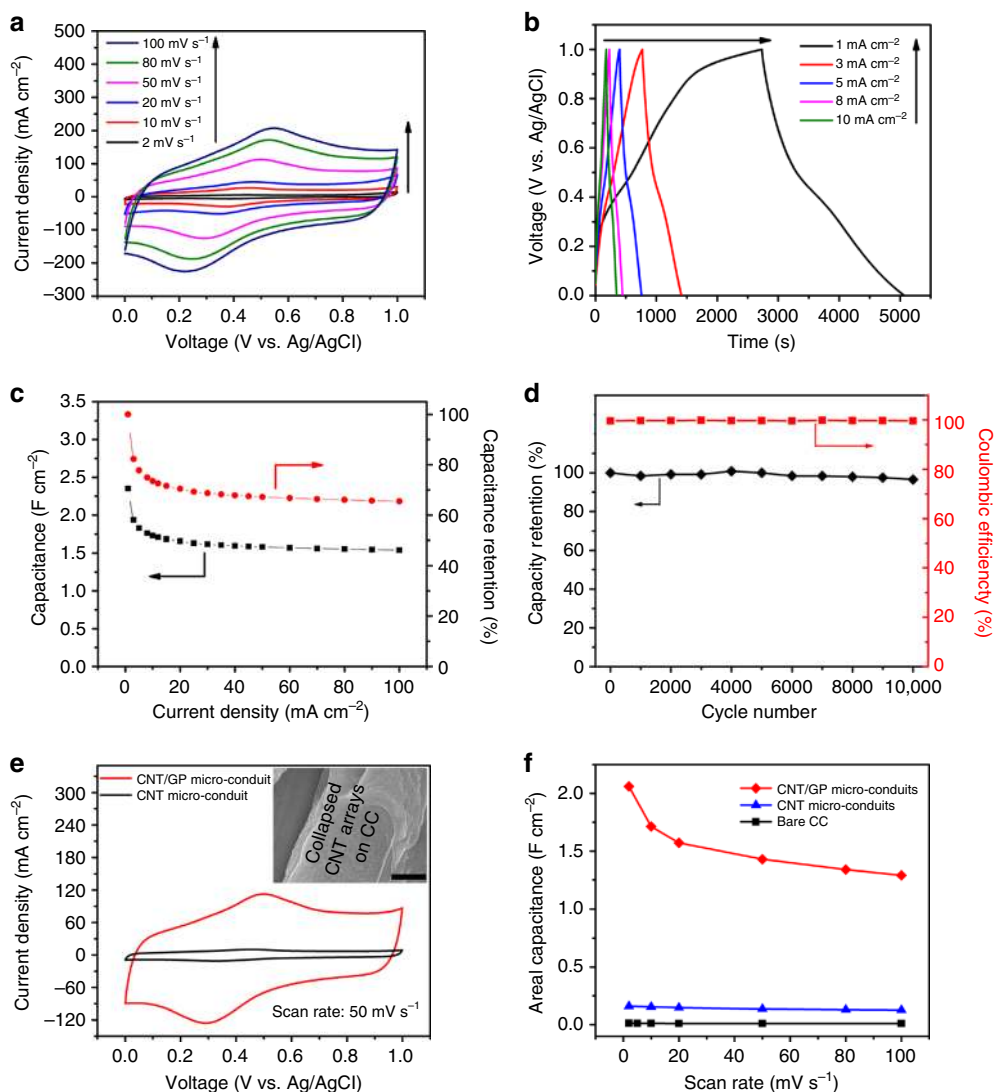 a
100 mV s⁻¹
80 mV s⁻¹
50 mV s⁻¹
20 mV s⁻¹
10 mV s⁻¹
2 mV s⁻¹
500
400
300
200
100
0
−100
−200
−300
0.0 0.2 0.4 0.6 0.8 1.0
Current density (mA cm⁻²)
Voltage (V vs. Ag/AgCl)
b
1 mA cm⁻²
3 mA cm⁻²
5 mA cm⁻²
8 mA cm⁻²
10 mA cm⁻²
1.0
0.8
0.6
0.4
0.2
0.0
0 1000 2000 3000 4000 5000
Voltage (V vs. Ag/AgCl)
Time (s)
c
3.5
3.0
2.5
2.0
1.5
1.0
0.5
0.0
100
80
60
40
20
0
0 20 40 60 80 100
Capacitance (F cm⁻²)
Capacitance retention
(%)
Current density (mA cm⁻²)
d
120
100
80
60
40
20
0
100
80
60
40
20
0
0 2000 4000 6000 8000 10,000
Capacity retention (%)
Coulombic efficiencty
(%)
Cycle number
e
CNT/GP micro-conduit
CNT micro-conduit
Collapsed
CNT arrays
on CC
300
240
180
120
60
0
−60
−120
Scan rate: 50 mV s⁻¹
0.0 0.2 0.4 0.6 0.8 1.0
Current density (mA cm⁻²)
Voltage (V vs. Ag/AgCl)
f
CNT/GP micro-conduits
CNT micro-conduits
Bare CC
2.0
1.5
1.0
0.5
0.0
0 20 40 60 80 100
Areal capacitance (F cm⁻²)
Scan rate (mV s⁻¹)